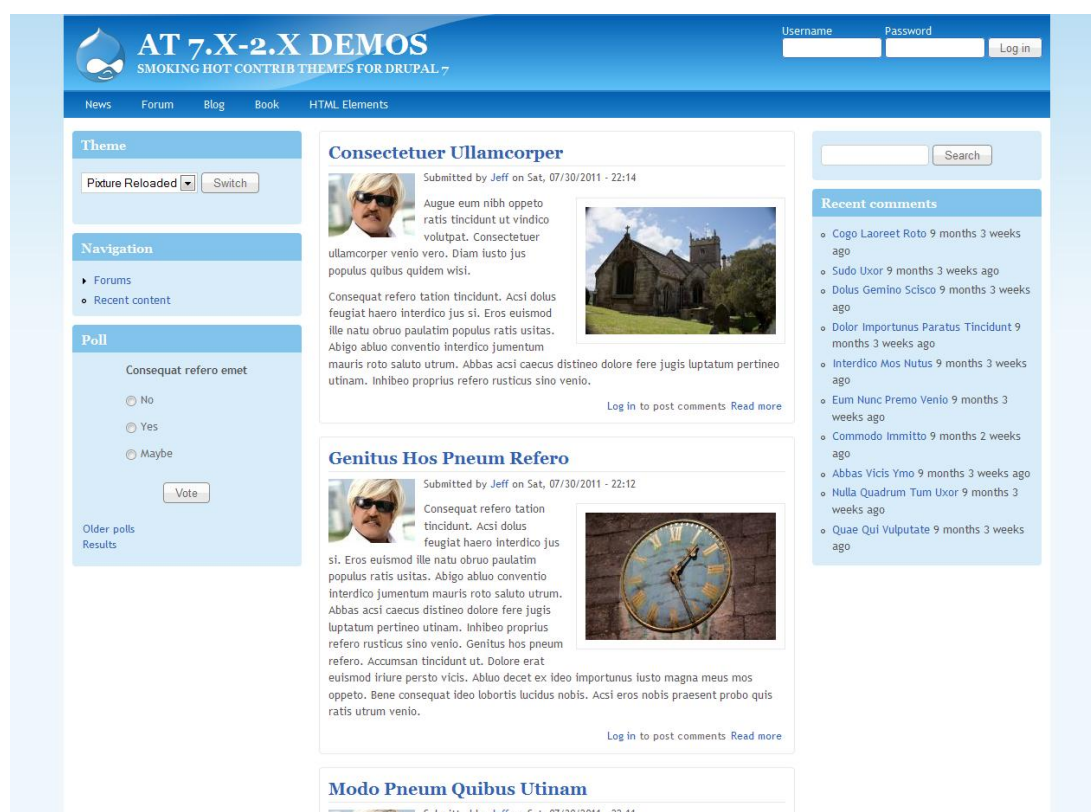 AT 7.X-2.X DEMOS
SMOKING HOT CONTRIB THEMES FOR DRUPAL 7
Username
Password
Log in
News
Forum
Blog
Book
HTML Elements
Theme
Pixture Reloaded
Switch
Navigation
Forums
Recent content
Poll
Consequat refero emet
No
Yes
Maybe
Vote
Older polls
Results
Consectetuer Ullamcorper
Submitted by Jeff on Sat, 07/30/2011 - 22:14
Augue eum nibh oppeto
ratis tincidunt ut vindico
volutpat. Consectetuer
ullamcorper venio vero. Diam iusto jus
populus quibus quidem wisi.
Consequat refero tation tincidunt. Acsi dolus
feugiat haero interdico jus si. Eros euismod
ille natu obruo paulatim populus ratis usitas.
Abigo abluo conventio interdico jumentum
mauris roto saluto utrum. Abbas acsi caecus distineo dolore fere jugis luptatum pertineo
utinam. Inhibeo proprius refero rusticus sino venio.
Log in to post comments Read more
Genitus Hos Pneum Refero
Submitted by Jeff on Sat, 07/30/2011 - 22:12
Consequat refero tation
tincidunt. Acsi dolus
feugiat haero interdico jus
si. Eros euismod ille natu obruo paulatim
populus ratis usitas. Abigo abluo conventio
interdico jumentum mauris roto saluto utrum.
Abbas acsi caecus distineo dolore fere jugis
luptatum pertineo utinam. Inhibeo proprius
refero rusticus sino venio. Genitus hos pneum
refero. Accumsan tincidunt ut. Dolore erat
euismod iriure persto vicis. Abluo decet ex ideo importunus iusto magna meus mos
oppeto. Bene consequat ideo lobortis lucidus nobis. Acsi eros nobis praesent probo quis
ratis utrum venio.
Log in to post comments Read more
Modo Pneum Quibus Utinam
Search
Recent comments
Cogo Laoreet Roto 9 months 3 weeks
ago
Sudo Uxor 9 months 3 weeks ago
Dolus Gemino Scisco 9 months 3 weeks
ago
Dolor Importunus Paratus Tincidunt 9
months 3 weeks ago
Interdico Mos Nutus 9 months 3 weeks
ago
Eum Nunc Premo Venio 9 months 3
weeks ago
Commodo Immitto 9 months 2 weeks
ago
Abbas Vicis Ymo 9 months 3 weeks ago
Nulla Quadrum Tum Uxor 9 months 3
weeks ago
Quae Qui Vulputate 9 months 3 weeks
ago